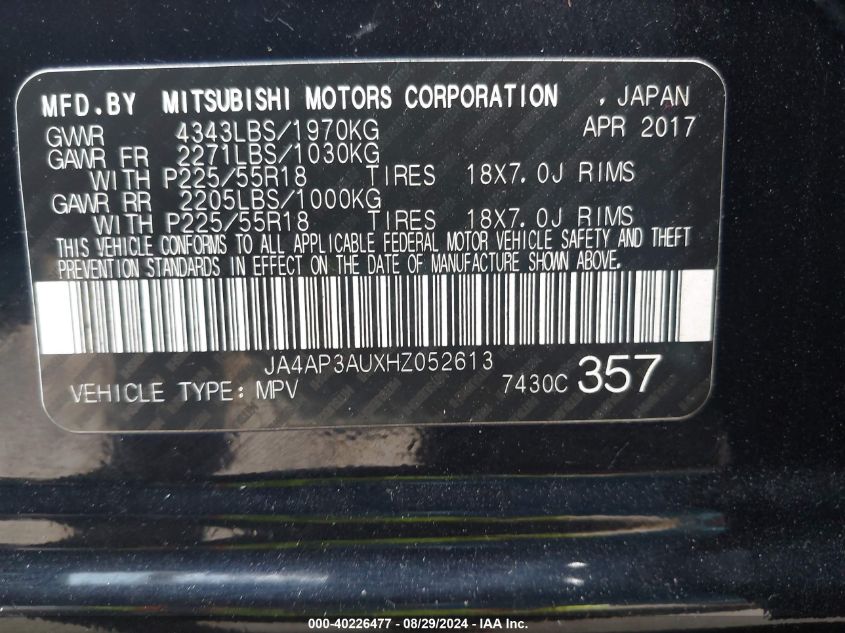 MFD.BY MITSUBISHI MOTORS CORPORATION , JAPAN
GVWR 4343LBS/1970KG APR 2017
GAWR FR 2271LBS/1030KG
WITH P225/55R18 TIRES 18X7.0J RIMS
GAWR RR 2205LBS/1000KG
WITH P225/55R18 TIRES 18X7.0J RIMS
THIS VEHICLE CONFORMS TO ALL APPLICABLE FEDERAL MOTOR VEHICLE SAFETY AND THEFT
PREVENTION STANDARDS IN EFFECT ON THE DATE OF MANUFACTURE SHOWN ABOVE.
JA4AP3AUXHZ052613
VEHICLE TYPE: MPV 7430C 357
000-40226477 - 08/29/2024 - IAA Inc.